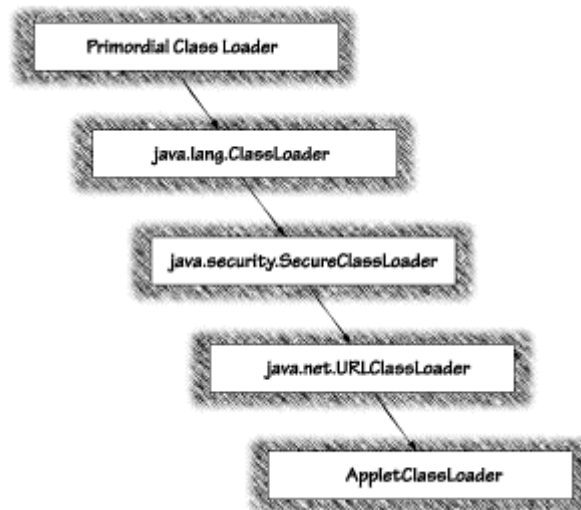 Primordial Class Loader
java.lang.ClassLoader
java.security.SecureClassLoader
java.net.URLClassLoader
AppletClassLoader